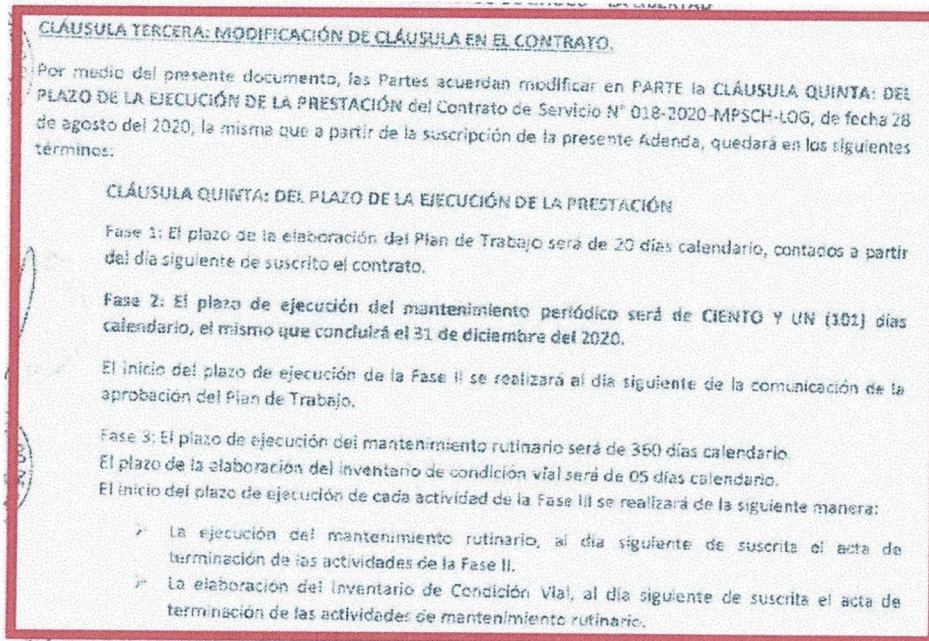 CLÁUSULA TERCERA: MODIFICACIÓN DE CLÁUSULA EN EL CONTRATO.
Por medio del presente documento, las Partes acuerdan modificar en PARTE la CLÁUSULA QUINTA: DEL
PLAZO DE LA EJECUCIÓN DE LA PRESTACIÓN del Contrato de Servicio N° 018-2020-MPSCH-LOG, de fecha 28
de agosto del 2020, la misma que a partir de la suscripción de la presente Adenda, quedará en los siguientes
términos:
CLÁUSULA QUINTA: DEL PLAZO DE LA EJECUCIÓN DE LA PRESTACIÓN
Fase 1: El plazo de la elaboración del Plan de Trabajo será de 20 días calendario, contados a partir
del día siguiente de suscrito el contrato.
Fase 2: El plazo de ejecución del mantenimiento periódico será de CIENTO Y UN (101) días
calendario, el mismo que concluirá el 31 de diciembre del 2020.
El inicio del plazo de ejecución de la Fase II se realizará al día siguiente de la comunicación de la
aprobación del Plan de Trabajo.
Fase 3: El plazo de ejecución del mantenimiento rutinario será de 360 días calendario.
El plazo de la elaboración del inventario de condición vial será de 05 días calendario.
El inicio del plazo de ejecución de cada actividad de la Fase III se realizará de la siguiente manera:
➢ La ejecución del mantenimiento rutinario, al día siguiente de suscrita el acta de
terminación de las actividades de la Fase II.
➢ La elaboración del Inventario de Condición Vial, al día siguiente de suscrita el acta de
terminación de las actividades de mantenimiento rutinario.